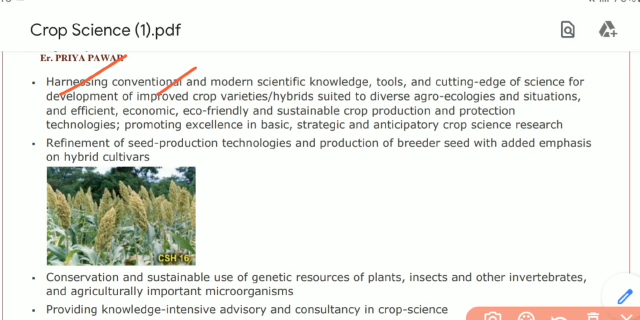 Crop Science (1).pdf
Er. PRIYA PAWAR
• Harnessing conventional and modern scientific knowledge, tools, and cutting-edge of science for
development of improved crop varieties/hybrids suited to diverse agro-ecologies and situations,
and efficient, economic, eco-friendly and sustainable crop production and protection
technologies; promoting excellence in basic, strategic and anticipatory crop science research
• Refinement of seed-production technologies and production of breeder seed with added emphasis
on hybrid cultivars
CSH 16
• Conservation and sustainable use of genetic resources of plants, insects and other invertebrates,
and agriculturally important microorganisms
• Providing knowledge-intensive advisory and consultancy in crop-science